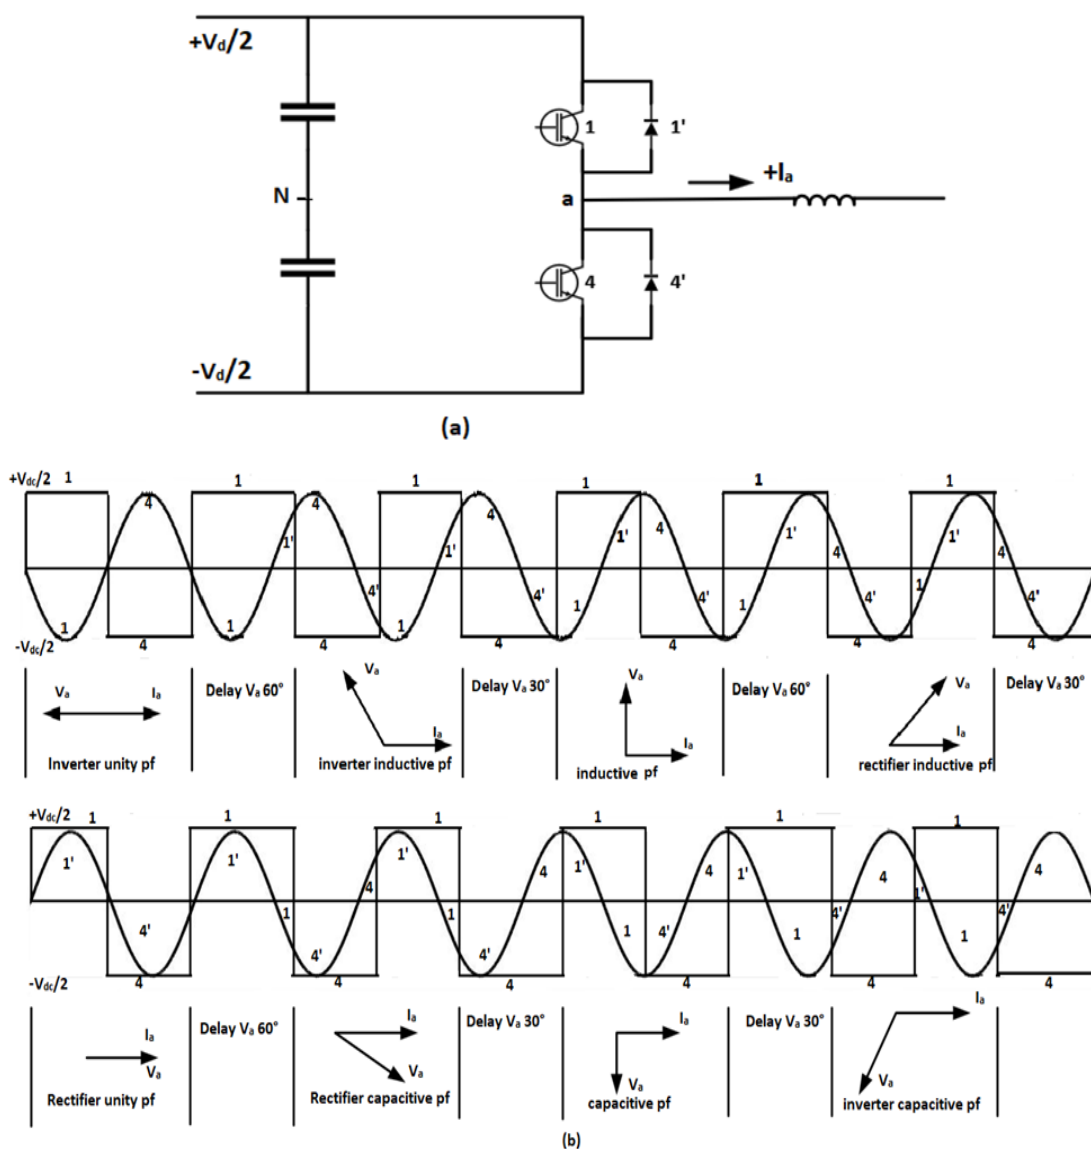 +Vd/2
1 1'
+Ia
N
a
4 4'
-Vd/2
(a)
+Vdc/2 1 1 1 1 1 1
4 4 4 4
1' 1' 1' 1' 1' 4
4' 4' 4' 4' 1 4'
1 1 1 1 1
-Vdc/2 4 4 4 4 4 4
Va Ia
Inverter unity pf
Delay Va 60°
Va
Ia
inverter inductive pf
Delay Va 30°
Va
Ia
inductive pf
Delay Va 60°
Va
Ia
rectifier inductive pf
Delay Va 30°
+Vdc/2 1 1 1 1 1 1
1' 1' 4 1' 4 1' 4 1' 4 1' 4
4' 1 4' 1 4' 1 4' 1 4' 1 4'
-Vdc/2 4 4 4 4 4 4
Ia
Va
Rectifier unity pf
Delay Va 60°
Ia
Va
Rectifier capacitive pf
Delay Va 30°
Ia
Va
capacitive pf
Delay Va 30°
Ia
Va
inverter capacitive pf
(b)